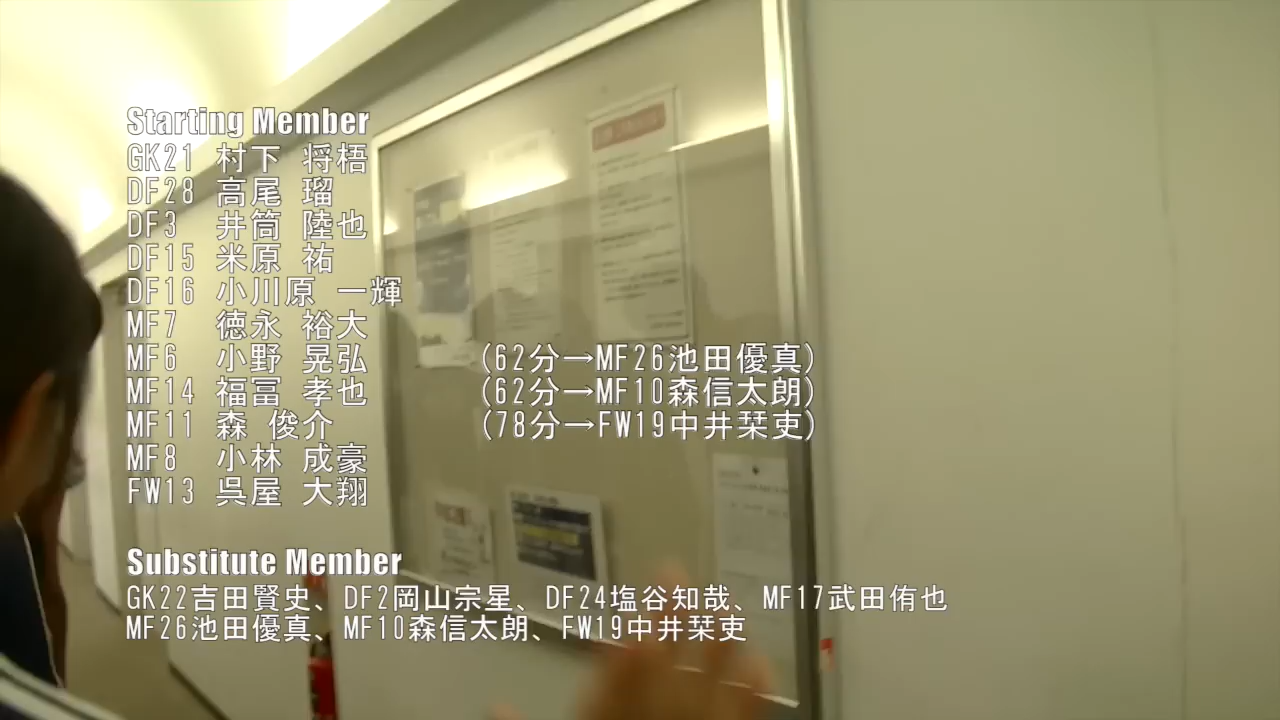 Starting Member
GK21 村下 将梧
DF28 高尾 瑠
DF3 井筒 陸也
DF15 米原 祐
DF16 小川原 一輝
MF7 徳永 裕大
MF6 小野 晃弘 (62分→MF26池田優真)
MF14 福冨 孝也 (62分→MF10森信太朗)
MF11 森 俊介 (78分→FW19中井栞吏)
MF8 小林 成豪
FW13 呉屋 大翔
Substitute Member
GK22吉田賢史、DF2岡山宗星、DF24塩谷知哉、MF17武田侑也
MF26池田優真、MF10森信太朗、FW19中井栞吏